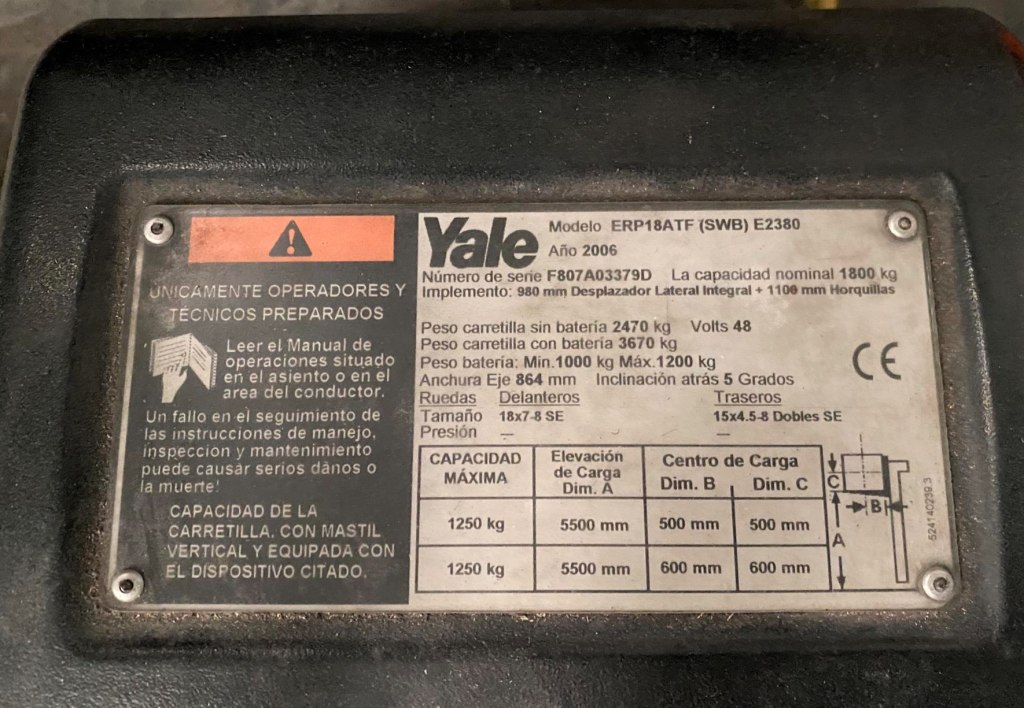 ÚNICAMENTE OPERADORES Y
TÉCNICOS PREPARADOS
Leer el Manual de
operaciones situado
en el asiento o en el
area del conductor.
Un fallo en el seguimiento de
las instrucciones de manejo,
inspeccion y mantenimiento
puede causar serios daños o
la muerte!
CAPACIDAD DE LA
CARRETILLA, CON MASTIL
VERTICAL Y EQUIPADA CON
EL DISPOSITIVO CITADO.
Yale
Modelo ERP18ATF (SWB) E2380
Año 2006
Número de serie F807A03379D La capacidad nominal 1800 kg
Implemento: 980 mm Desplazador Lateral Integral + 1100 mm Horquillas
Peso carretilla sin batería 2470 kg Volts 48
Peso carretilla con batería 3670 kg
Peso batería: Min.1000 kg Máx.1200 kg
Anchura Eje 864 mm Inclinación atrás 5 Grados
CE
Ruedas Delanteros Traseros
Tamaño 18x7-8 SE 15x4.5-8 Dobles SE
Presión — —
CAPACIDAD MÁXIMA Elevación de Carga Dim. A Centro de Carga Dim. B Dim. C
1250 kg 5500 mm 500 mm 500 mm
1250 kg 5500 mm 600 mm 600 mm
C
B
A
524140239.3